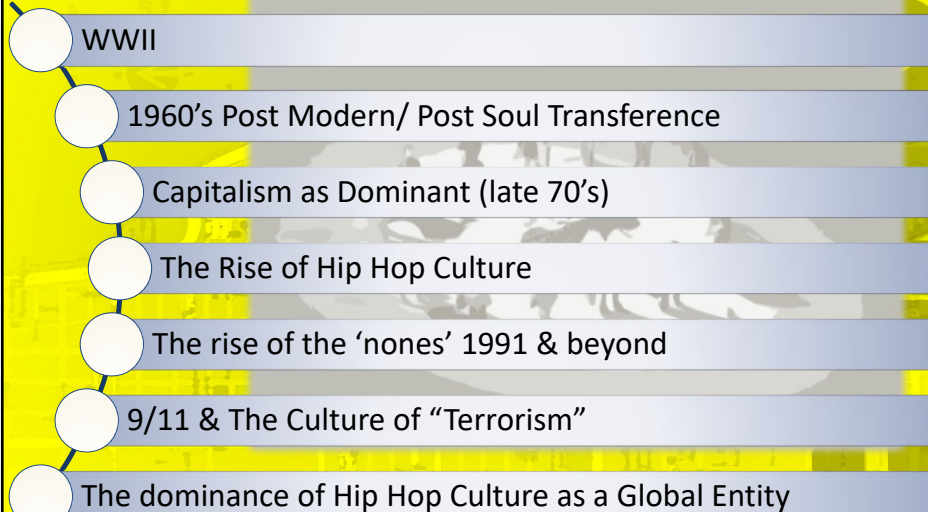 WWII
1960’s Post Modern/ Post Soul Transference
Capitalism as Dominant (late 70’s)
The Rise of Hip Hop Culture
The rise of the ‘nones’ 1991 & beyond
9/11 & The Culture of “Terrorism”
The dominance of Hip Hop Culture as a Global Entity